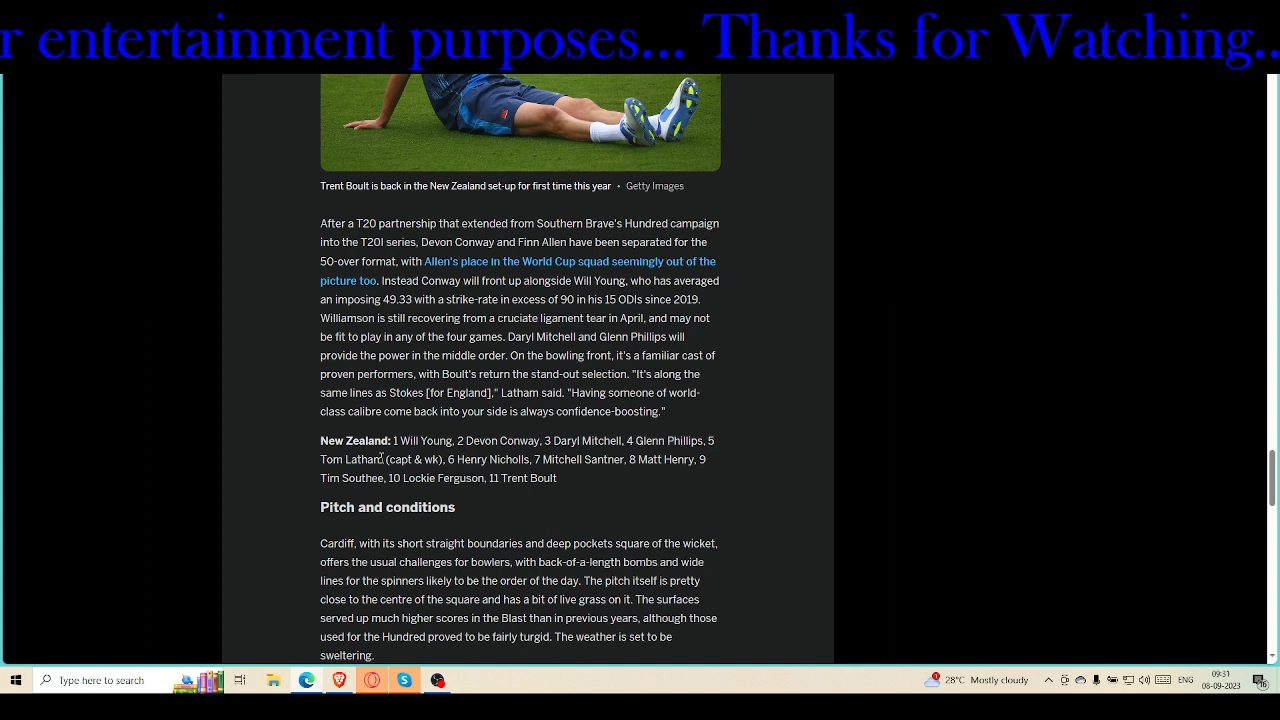 r entertainment purposes... Thanks for Watching..
Trent Boult is back in the New Zealand set-up for first time this year • Getty Images
After a T20 partnership that extended from Southern Brave's Hundred campaign
into the T20I series, Devon Conway and Finn Allen have been separated for the
50-over format, with Allen's place in the World Cup squad seemingly out of the
picture too. Instead Conway will front up alongside Will Young, who has averaged
an imposing 49.33 with a strike-rate in excess of 90 in his 15 ODIs since 2019.
Williamson is still recovering from a cruciate ligament tear in April, and may not
be fit to play in any of the four games. Daryl Mitchell and Glenn Phillips will
provide the power in the middle order. On the bowling front, it's a familiar cast of
proven performers, with Boult's return the stand-out selection. "It's along the
same lines as Stokes [for England]," Latham said. "Having someone of world-
class calibre come back into your side is always confidence-boosting."
New Zealand: 1 Will Young, 2 Devon Conway, 3 Daryl Mitchell, 4 Glenn Phillips, 5
Tom Latham (capt & wk), 6 Henry Nicholls, 7 Mitchell Santner, 8 Matt Henry, 9
Tim Southee, 10 Lockie Ferguson, 11 Trent Boult
Pitch and conditions
Cardiff, with its short straight boundaries and deep pockets square of the wicket,
offers the usual challenges for bowlers, with back-of-a-length bombs and wide
lines for the spinners likely to be the order of the day. The pitch itself is pretty
close to the centre of the square and has a bit of live grass on it. The surfaces
served up much higher scores in the Blast than in previous years, although those
used for the Hundred proved to be fairly turgid. The weather is set to be
sweltering.
Type here to search
28°C Mostly cloudy
ENG
09:31
08-09-2023
16